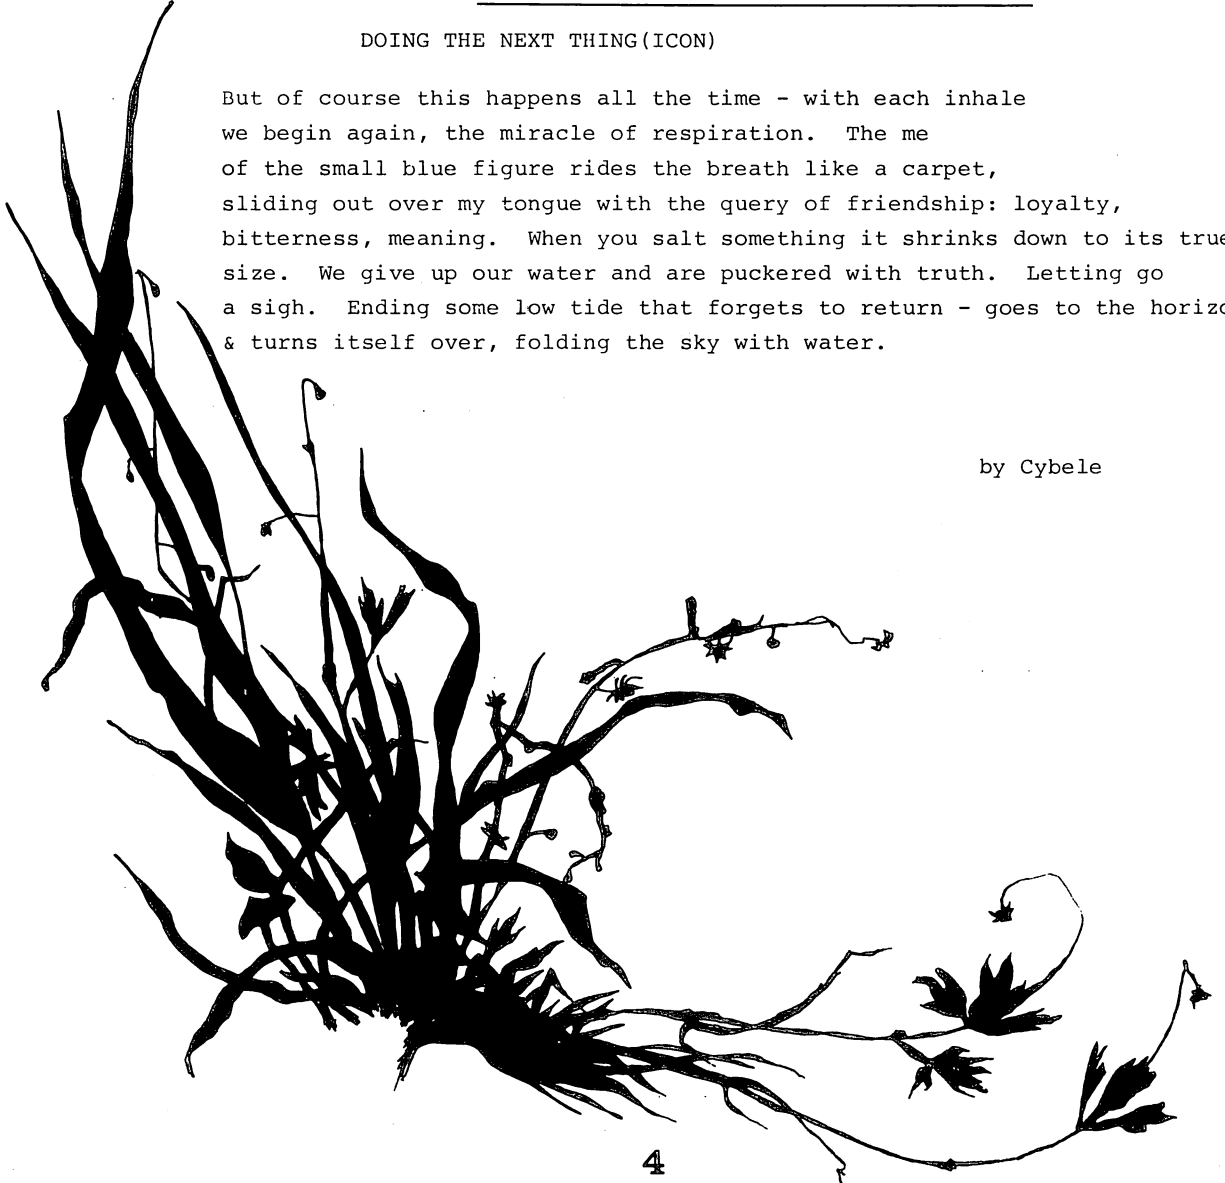 DOING THE NEXT THING(ICON)
But of course this happens all the time - with each inhale
we begin again, the miracle of respiration.  The me
of the small blue figure rides the breath like a carpet,
sliding out over my tongue with the query of friendship: loyalty,
bitterness, meaning.  When you salt something it shrinks down to its true
size.  We give up our water and are puckered with truth.  Letting go
a sigh.  Ending some low tide that forgets to return - goes to the horizo
& turns itself over, folding the sky with water.
by Cybele
4